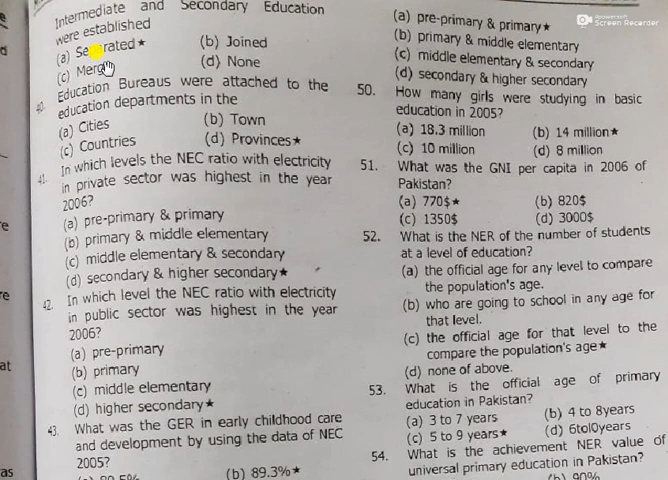 Intermediate and Secondary Education
were established
(a) Separated★ (b) Joined
(c) Merg (d) None
40. Education Bureaus were attached to the
education departments in the
(a) Cities (b) Town
(c) Countries (d) Provinces★
41. In which levels the NEC ratio with electricity
in private sector was highest in the year
2006?
(a) pre-primary & primary
(b) primary & middle elementary
(c) middle elementary & secondary
(d) secondary & higher secondary★
42. In which level the NEC ratio with electricity
in public sector was highest in the year
2006?
(a) pre-primary
(b) primary
(c) middle elementary
(d) higher secondary★
43. What was the GER in early childhood care
and development by using the data of NEC
2005?
(b) 89.3%★
(a) pre-primary & primary★
(b) primary & middle elementary
(c) middle elementary & secondary
(d) secondary & higher secondary
50. How many girls were studying in basic
education in 2005?
(a) 18.3 million (b) 14 million★
(c) 10 million (d) 8 million
51. What was the GNI per capita in 2006 of
Pakistan?
(a) 770$★ (b) 820$
(c) 1350$ (d) 3000$
52. What is the NER of the number of students
at a level of education?
(a) the official age for any level to compare
the population's age.
(b) who are going to school in any age for
that level.
(c) the official age for that level to the
compare the population's age★
(d) none of above.
53. What is the official age of primary
education in Pakistan?
(a) 3 to 7 years (b) 4 to 8years
(c) 5 to 9 years★ (d) 6to10years
54. What is the achievement NER value of
universal primary education in Pakistan?
(b) 90%
Screen Recorder